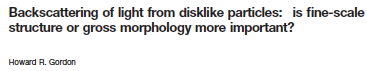 Backscattering of light from disklike particles: is fine-scale
structure or gross morphology more important?
Howard R. Gordon